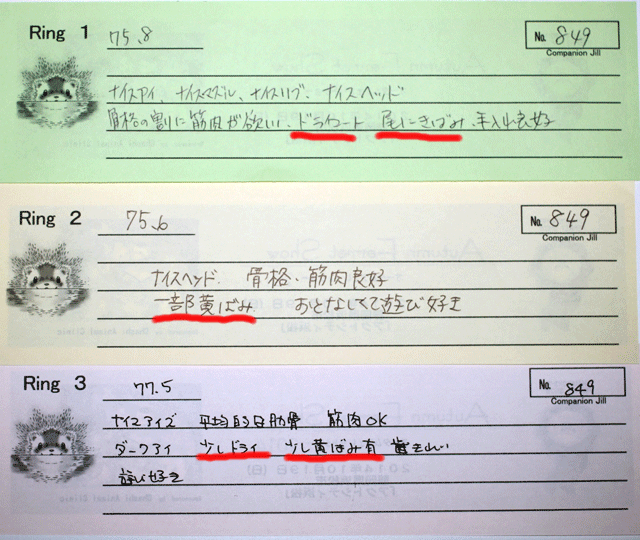 Ring 1
75.8
No. 849
Companion Jill
ナイスアイ、ナイスマズル、ナイスリブ、ナイスヘッド
骨格の割に筋肉が欲しい、ドライコート 尾にきばみ、手入れ良好
Ring 2
75.6
No. 849
Companion Jill
ナイスヘッド. 骨格、筋肉良好
一部黄ばみ おとなしくて遊び好き
Ring 3
77.5
No. 849
Companion Jill
ナイスアイズ 平均的な肋骨 筋肉OK
ダークアイ 少しドライ 少し黄ばみ有 歯きれい
遊び好き